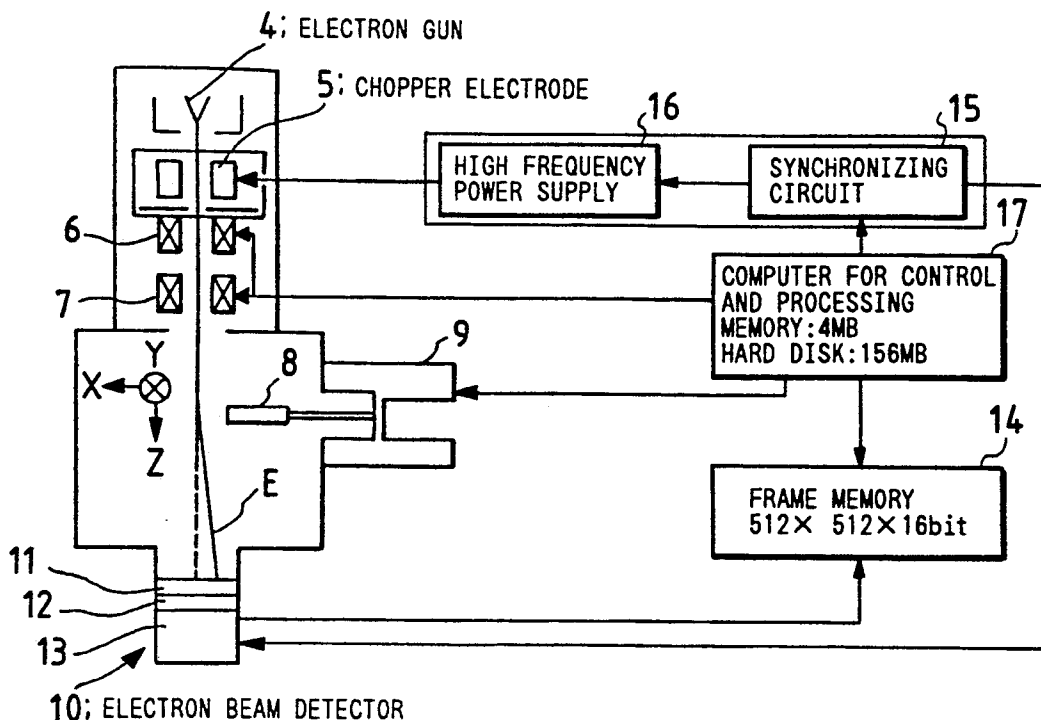 4; ELECTRON GUN
5; CHOPPER ELECTRODE
16
15
HIGH FREQUENCY
POWER SUPPLY
SYNCHRONIZING
CIRCUIT
6
17
7
COMPUTER FOR CONTROL
AND PROCESSING
MEMORY:4MB
HARD DISK:156MB
9
8
Y
X
Z
14
E
FRAME MEMORY
512× 512×16bit
11
12
13
10; ELECTRON BEAM DETECTOR